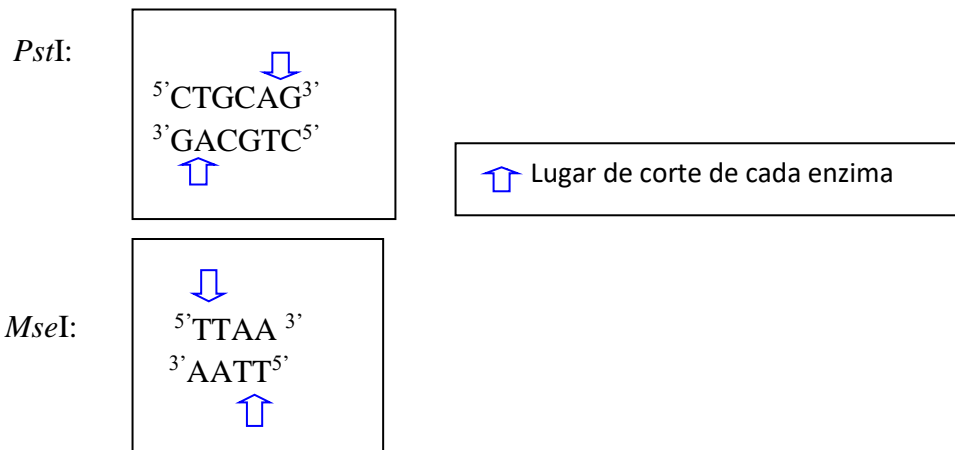 PstI:
5’CTGCAG3’
3’GACGTC5’
Lugar de corte de cada enzima
MseI:
5’TTAA 3’
3’AATT5’